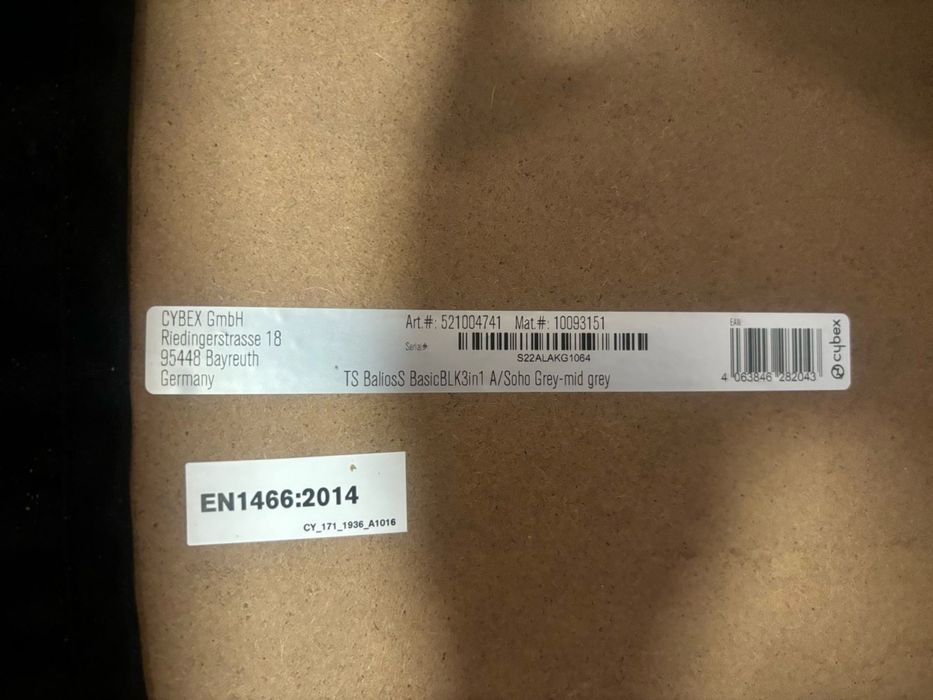 CYBEX GmbH
Riedingerstrasse 18
95448 Bayreuth
Germany
Art.#: 521004741 Mat.#: 10093151
Serial#
S22ALAKG1064
TS BaliosS BasicBLK3in1 A/Soho Grey-mid grey
EAN
4 063846 282043
cybex
EN1466:2014
CY_171_1936_A1016